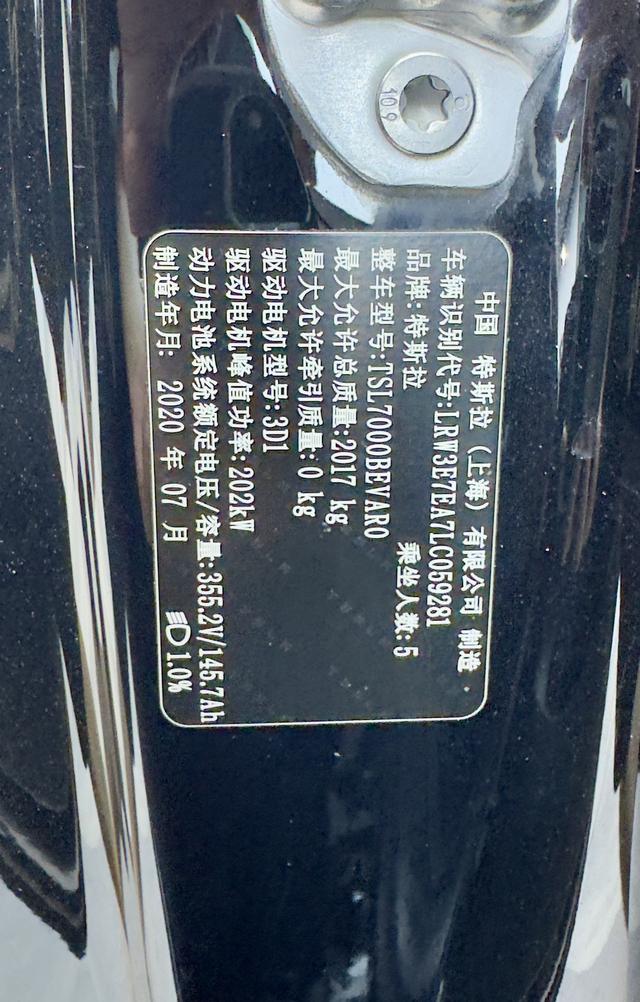 10.9
中国 特斯拉 (上海) 有限公司 制造
车辆识别代号:LRW3E7EA7LC059281
品牌:特斯拉 乘坐人数:5
整车型号:TSL7000BEVAR0
最大允许总质量:2017 kg
最大允许牵引质量:0 kg
驱动电机型号:3D1
驱动电机峰值功率:202kW
动力电池系统额定电压/容量:355.2V/145.7Ah
制造年月: 2020 年 07 月 1.0%